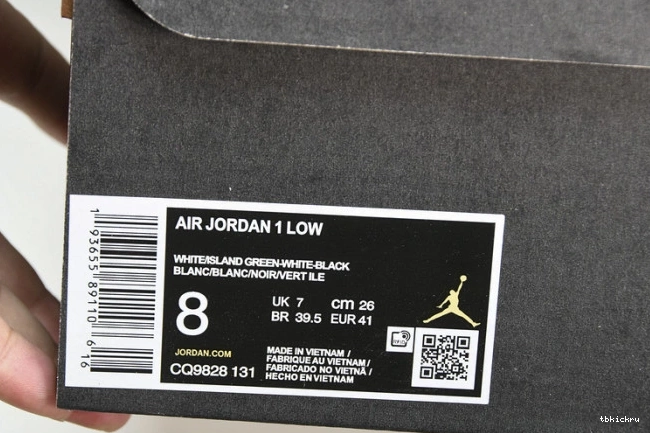 AIR JORDAN 1 LOW
WHITE/ISLAND GREEN-WHITE-BLACK
BLANC/BLANC/NOIR/VERT ILE
8
UK 7 cm 26
BR 39.5 EUR 41
JORDAN.COM
CQ9828 131
MADE IN VIETNAM /
FABRIQUE AU VIETNAM /
FABRICADO NO VIETNÃ /
HECHO EN VIETNAM
1 93655 89110 616
tbkickru